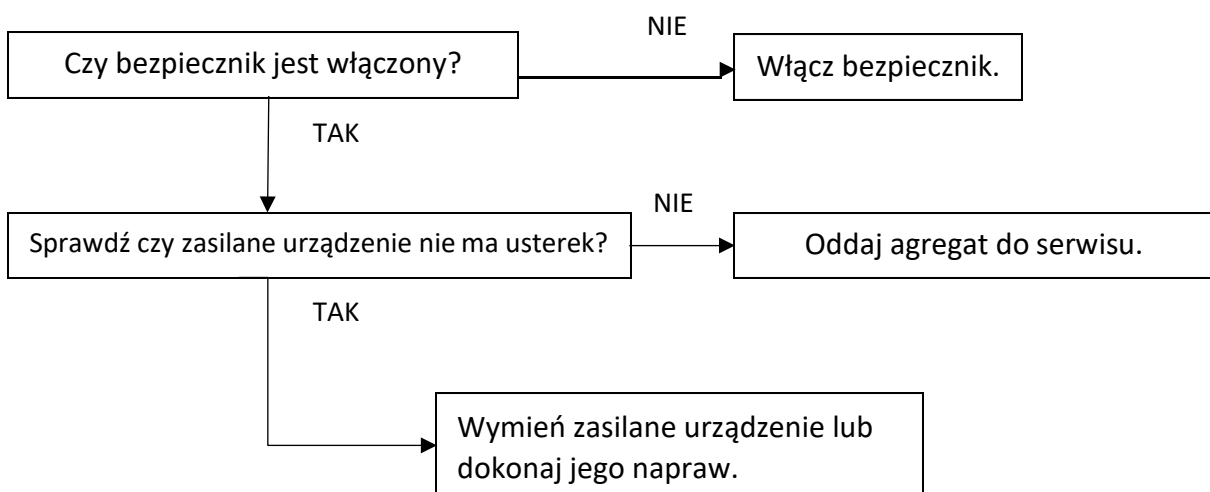 NIE
Czy bezpiecznik jest włączony?
Włącz bezpiecznik.
TAK
NIE
Sprawdź czy zasilane urządzenie nie ma usterek?
Oddaj agregat do serwisu.
TAK
Wymień zasilane urządzenie lub
dokonaj jego napraw.